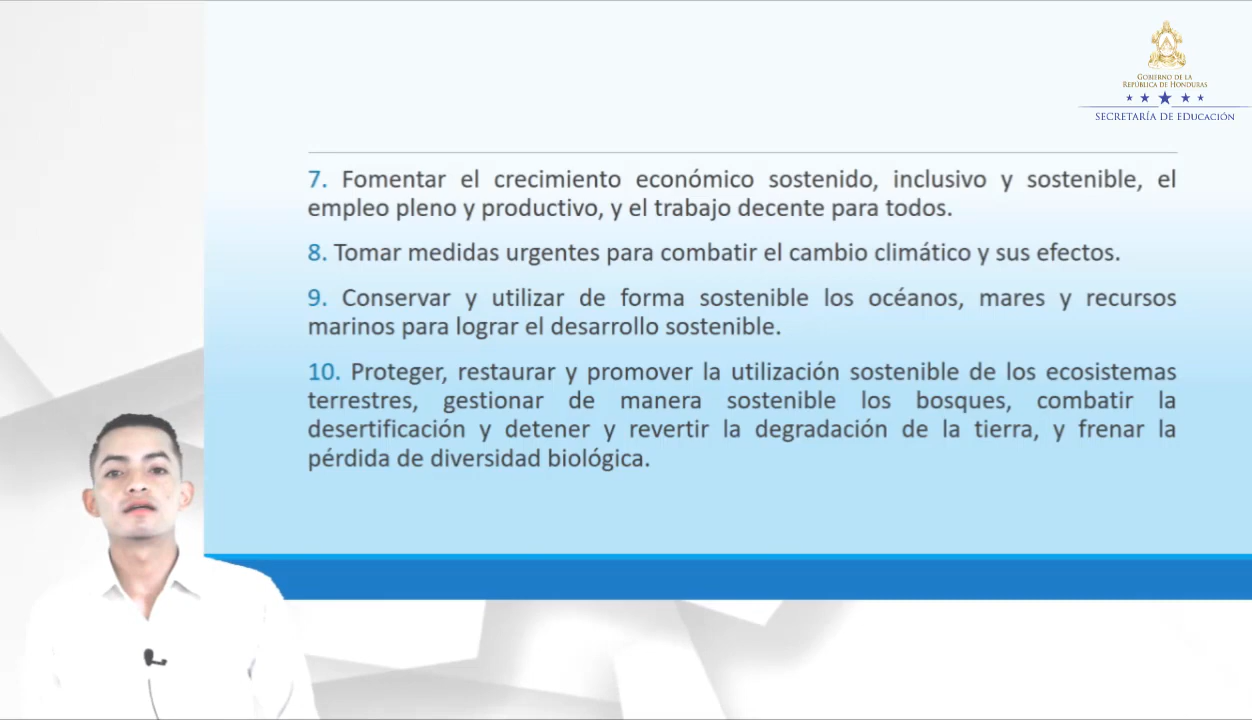 GOBIERNO DE LA
REPÚBLICA DE HONDURAS
SECRETARÍA DE EDUCACIÓN
7. Fomentar el crecimiento económico sostenido, inclusivo y sostenible, el
empleo pleno y productivo, y el trabajo decente para todos.
8. Tomar medidas urgentes para combatir el cambio climático y sus efectos.
9. Conservar y utilizar de forma sostenible los océanos, mares y recursos
marinos para lograr el desarrollo sostenible.
10. Proteger, restaurar y promover la utilización sostenible de los ecosistemas
terrestres, gestionar de manera sostenible los bosques, combatir la
desertificación y detener y revertir la degradación de la tierra, y frenar la
pérdida de diversidad biológica.